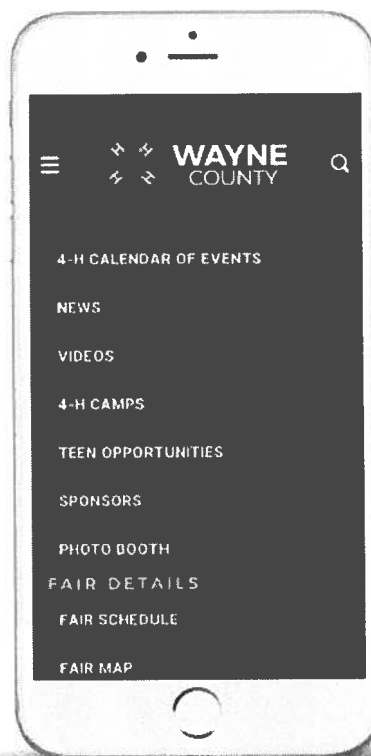 WAYNE
COUNTY
4-H CALENDAR OF EVENTS
NEWS
VIDEOS
4-H CAMPS
TEEN OPPORTUNITIES
SPONSORS
PHOTO BOOTH
FAIR DETAILS
FAIR SCHEDULE
FAIR MAP